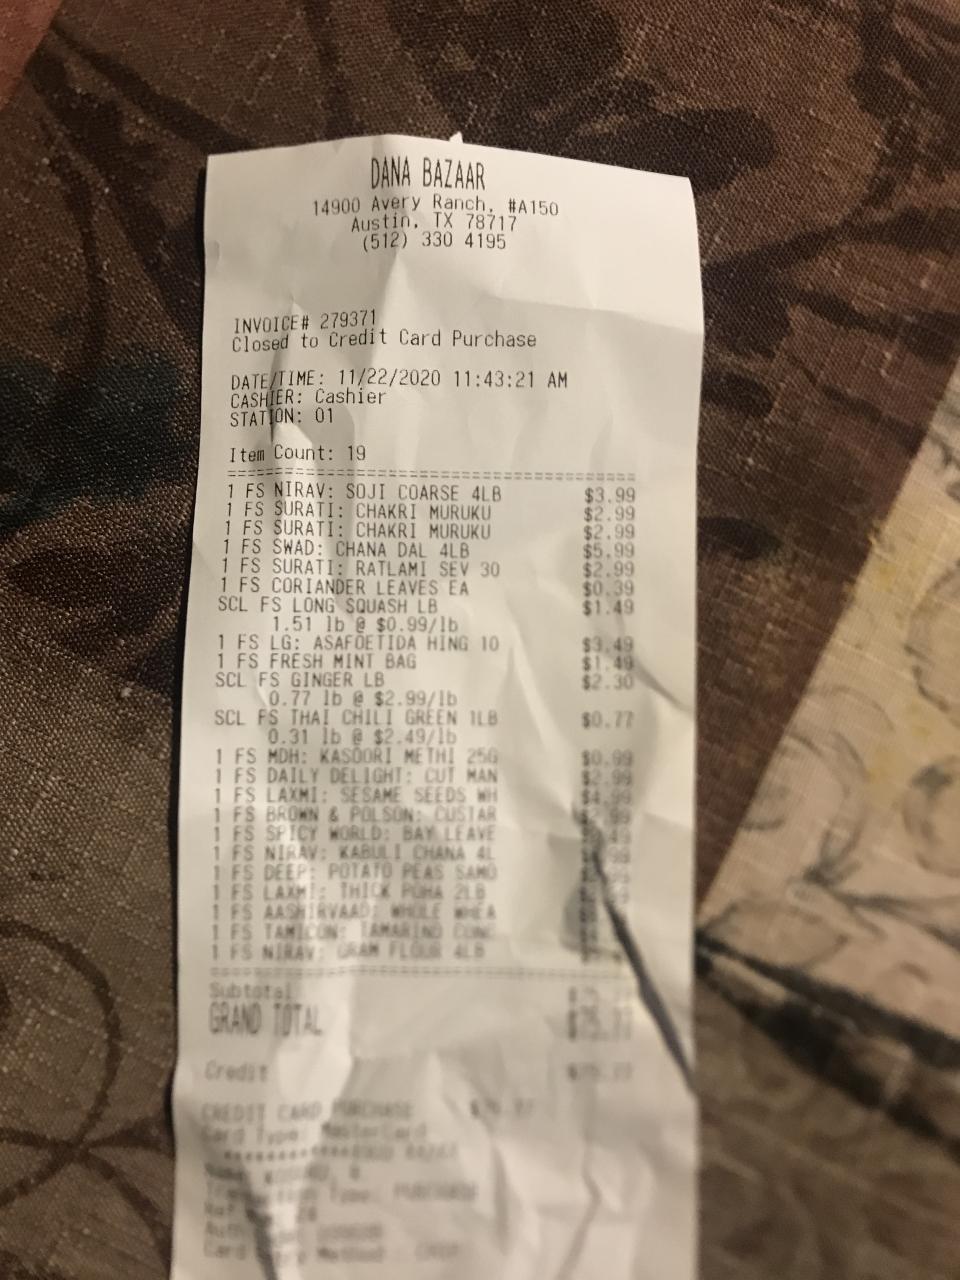 DANA BAZAAR
14900 Avery Ranch, #A150
Austin, TX 78717
(512) 330 4195
INVOICE# 279371
Closed to Credit Card Purchase
DATE/TIME: 11/22/2020 11:43:21 AM
CASHIER: Cashier
STATION: 01
Item Count: 19
1 FS NIRAV: SOJI COARSE 4LB $3.99
1 FS SURATI: CHAKRI MURUKU $2.99
1 FS SURATI: CHAKRI MURUKU $2.99
1 FS SWAD: CHANA DAL 4LB $5.99
1 FS SURATI: RATLAMI SEV 30 $2.99
1 FS CORIANDER LEAVES EA $0.39
SCL FS LONG SQUASH LB $1.49
1.51 lb @ $0.99/lb
1 FS LG: ASAFOETIDA HING 10 $3.49
1 FS FRESH MINT BAG $1.49
SCL FS GINGER LB $2.30
0.77 lb @ $2.99/lb
SCL FS THAI CHILI GREEN 1LB $0.77
0.31 lb @ $2.49/lb
1 FS MDH: KASOORI METHI 25G $0.99
1 FS DAILY DELIGHT: CUT MAN $2.99
1 FS LAXMI: SESAME SEEDS WH $4.99
1 FS BROWN & POLSON: CUSTAR
1 FS SPICY WORLD: BAY LEAVE
1 FS NIRAV: KABULI CHANA 4L
1 FS DEEP: POTATO PEAS SAMO
1 FS LAXMI: THICK POHA 2LB
1 FS AASHIRVAAD: WHOLE WHEA
1 FS TAMICON: TAMARIND CONC
1 FS NIRAV: GRAM FLOUR 4LB
Subtotal
GRAND TOTAL
Credit
CREDIT CARD PURCHASE
Card Type: MasterCard
Type: PURCHASE